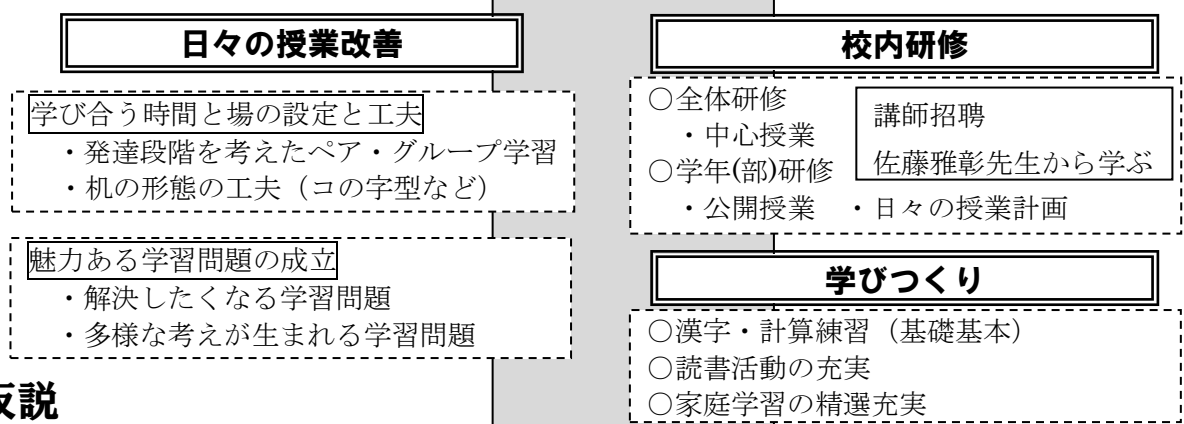 日々の授業改善
学び合う時間と場の設定と工夫
・発達段階を考えたペア・グループ学習
・机の形態の工夫（コの字型など）
魅力ある学習問題の成立
・解決したくなる学習問題
・多様な考えが生まれる学習問題
校内研修
○全体研修
・中心授業
○学年(部)研修
・公開授業　・日々の授業計画
講師招聘
佐藤雅彰先生から学ぶ
学びつくり
○漢字・計算練習（基礎基本）
○読書活動の充実
○家庭学習の精選充実
説